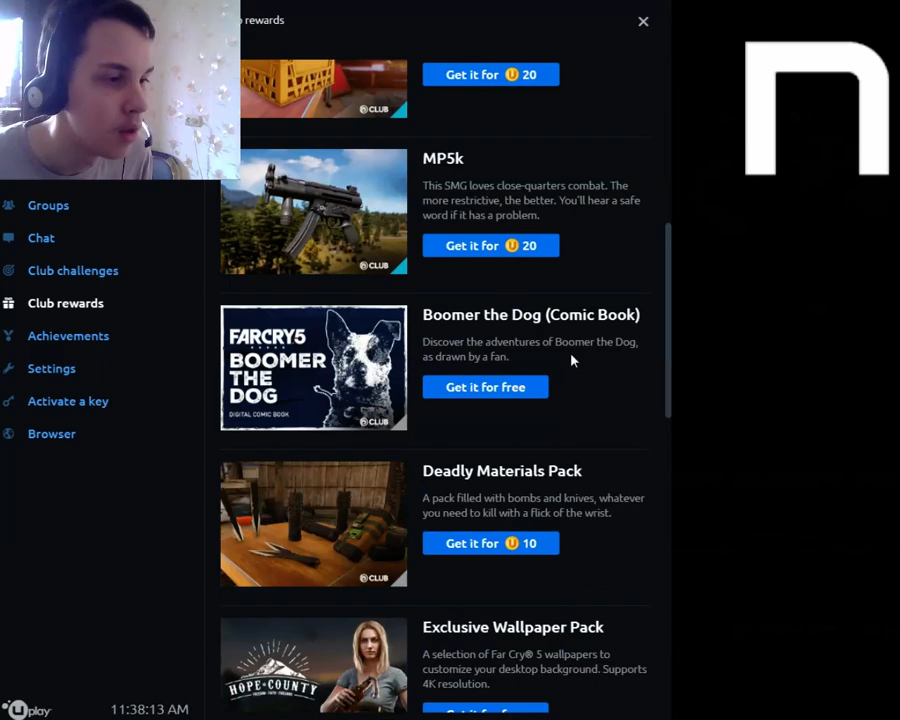 rewards
Get it for 20
CLUB
MP5k
This SMG loves close-quarters combat. The
more restrictive, the better. You'll hear a safe
word if it has a problem.
Get it for 20
CLUB
Groups
Chat
Club challenges
Club rewards
Achievements
Settings
Activate a key
Browser
FARCRY5
BOOMER
THE
DOG
DIGITAL COMIC BOOK
CLUB
Boomer the Dog (Comic Book)
Discover the adventures of Boomer the Dog,
as drawn by a fan.
Get it for free
Deadly Materials Pack
A pack filled with bombs and knives, whatever
you need to kill with a flick of the wrist.
Get it for 10
CLUB
Exclusive Wallpaper Pack
A selection of Far Cry® 5 wallpapers to
customize your desktop background. Supports
4K resolution.
HOPE COUNTY
uplay
11:38:13 AM
n